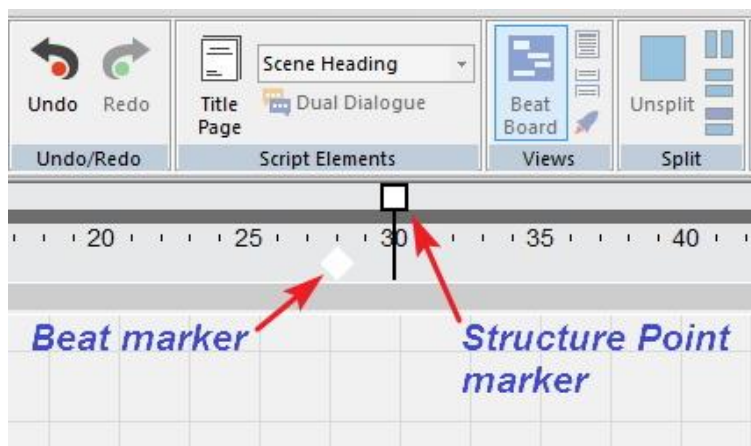 Scene Heading
Undo Redo
Title
Page
Dual Dialogue
Beat
Board
Unsplit
Undo/Redo
Script Elements
Views
Split
20 25 30 35 40
Beat marker
Structure Point
marker